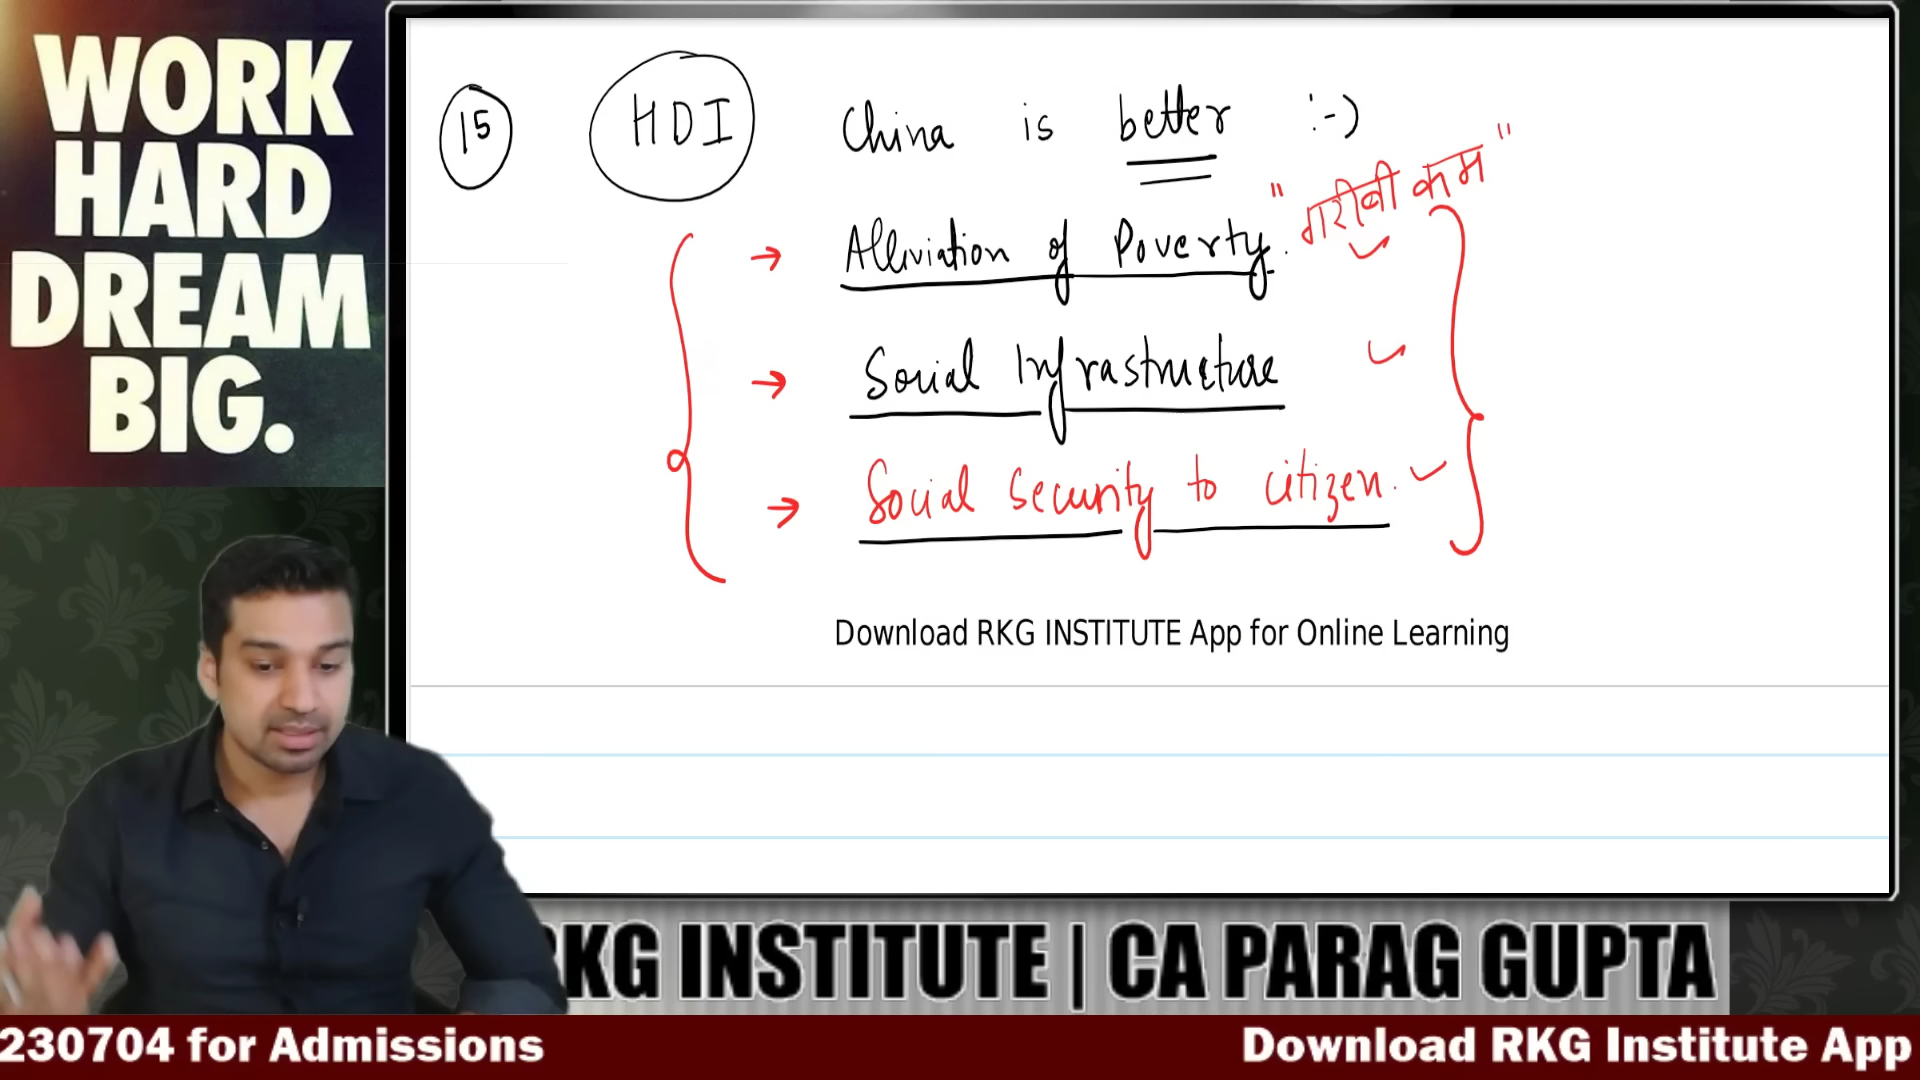 WORK
HARD
DREAM
BIG.
15 HDI China is better :-)
"गरीबी कम"
→ Alleviation of Poverty.
→ Social Infrastructure
→ Social Security to citizen.
Download RKG INSTITUTE App for Online Learning
RKG INSTITUTE | CA PARAG GUPTA
230704 for Admissions
Download RKG Institute App